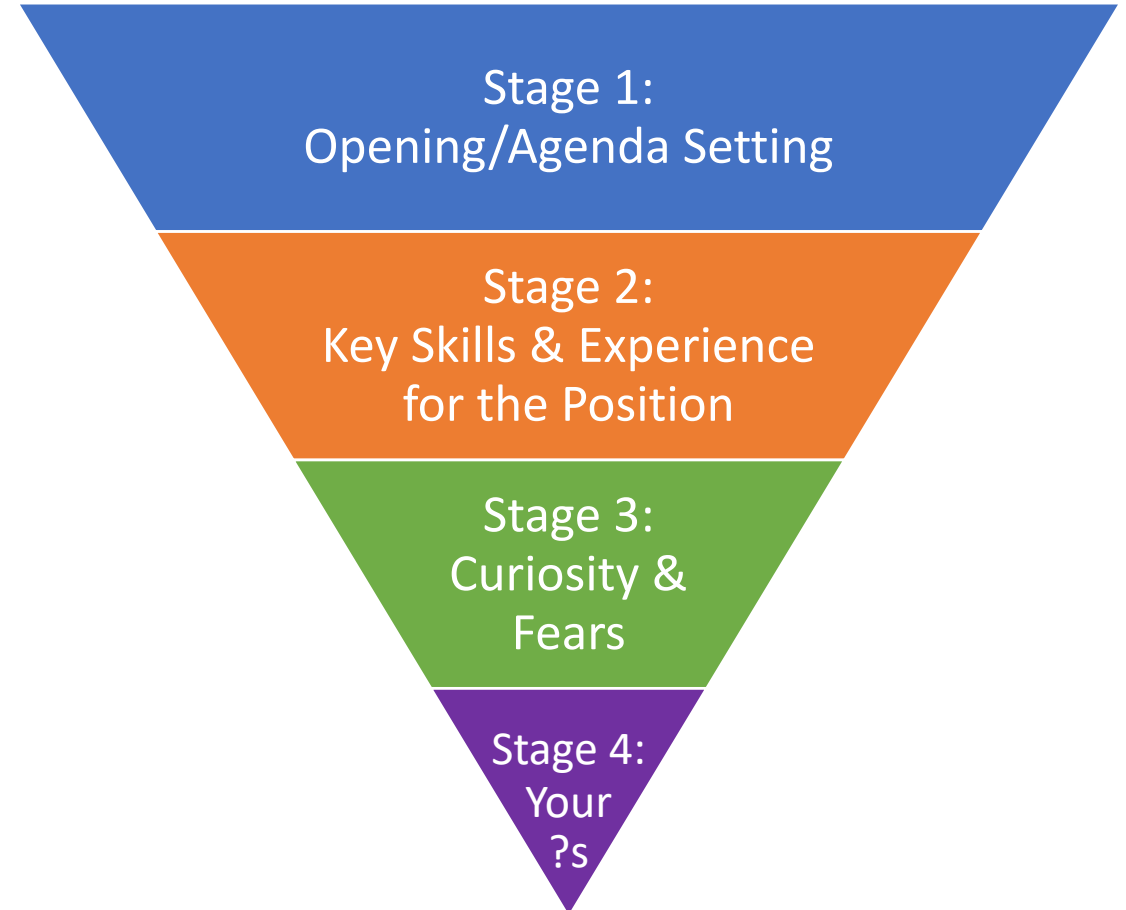 Stage 1:
Opening/Agenda Setting
Stage 2:
Key Skills & Experience
for the Position
Stage 3:
Curiosity &
Fears
Stage 4:
Your
?s